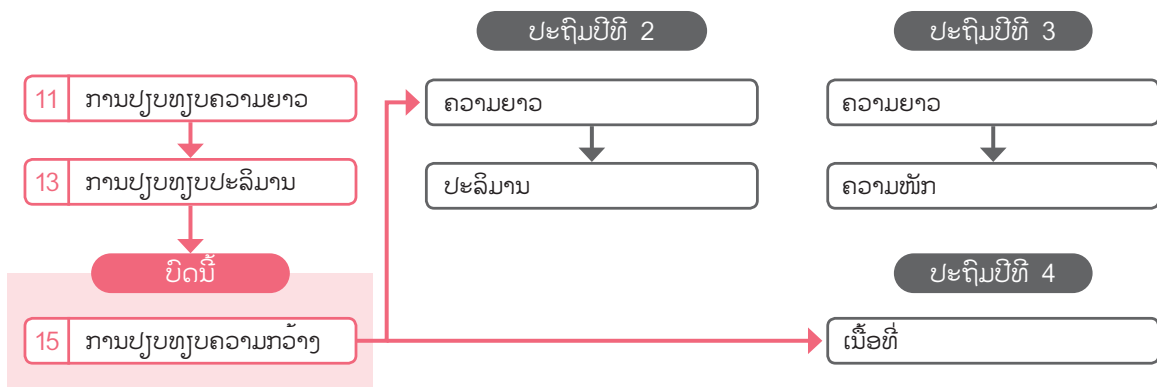 ປະຖົມປີທີ 2
ປະຖົມປີທີ 3
11 ການປຽບທຽບຄວາມຍາວ
ຄວາມຍາວ
ຄວາມຍາວ
13 ການປຽບທຽບປະລິມານ
ປະລິມານ
ຄວາມໜັກ
ບົດນີ້
ປະຖົມປີທີ 4
15 ການປຽບທຽບຄວາມກວ້າງ
ເນື້ອທີ່